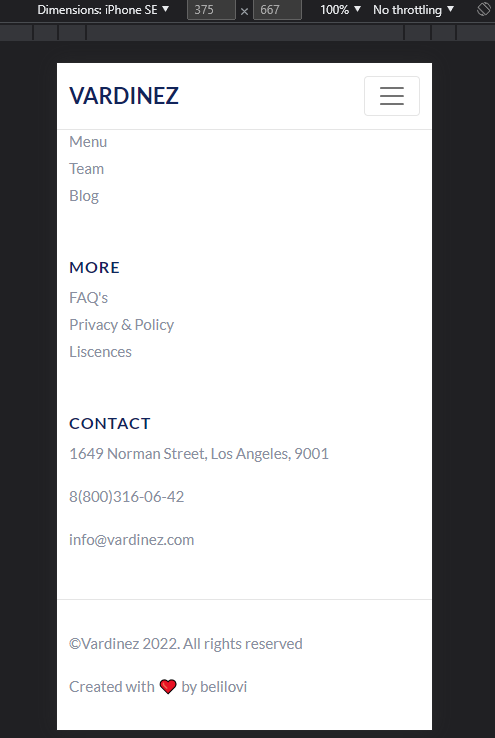 Dimensions: iPhone SE ▼ 375 × 667 100% ▼ No throttling ▼
VARDINEZ
Menu
Team
Blog
MORE
FAQ's
Privacy & Policy
Liscences
CONTACT
1649 Norman Street, Los Angeles, 9001
8(800)316-06-42
info@vardinez.com
©Vardinez 2022. All rights reserved
Created with ❤️ by belilovi